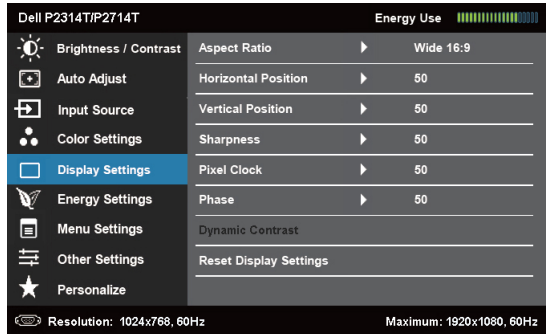 Dell P2314T/P2714T
Energy Use
Brightness / Contrast
Auto Adjust
Input Source
Color Settings
Display Settings
Energy Settings
Menu Settings
Other Settings
Personalize
Aspect Ratio Wide 16:9
Horizontal Position 50
Vertical Position 50
Sharpness 50
Pixel Clock 50
Phase 50
Dynamic Contrast
Reset Display Settings
Resolution: 1024x768, 60Hz
Maximum: 1920x1080, 60Hz